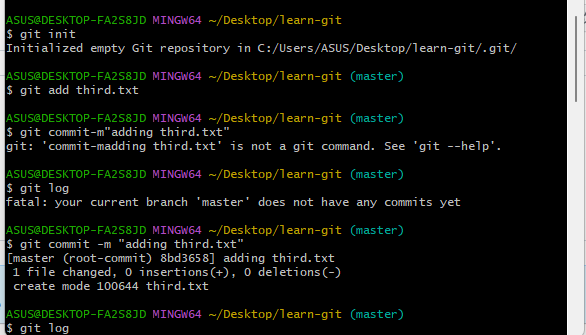 ASUS@DESKTOP-FA2S8JD MINGW64 ~/Desktop/learn-git
$ git init
Initialized empty Git repository in C:/Users/ASUS/Desktop/learn-git/.git/
ASUS@DESKTOP-FA2S8JD MINGW64 ~/Desktop/learn-git (master)
$ git add third.txt
ASUS@DESKTOP-FA2S8JD MINGW64 ~/Desktop/learn-git (master)
$ git commit-m"adding third.txt"
git: 'commit-madding third.txt' is not a git command. See 'git --help'.
ASUS@DESKTOP-FA2S8JD MINGW64 ~/Desktop/learn-git (master)
$ git log
fatal: your current branch 'master' does not have any commits yet
ASUS@DESKTOP-FA2S8JD MINGW64 ~/Desktop/learn-git (master)
$ git commit -m "adding third.txt"
[master (root-commit) 8bd3658] adding third.txt
 1 file changed, 0 insertions(+), 0 deletions(-)
 create mode 100644 third.txt
ASUS@DESKTOP-FA2S8JD MINGW64 ~/Desktop/learn-git (master)
$ git log